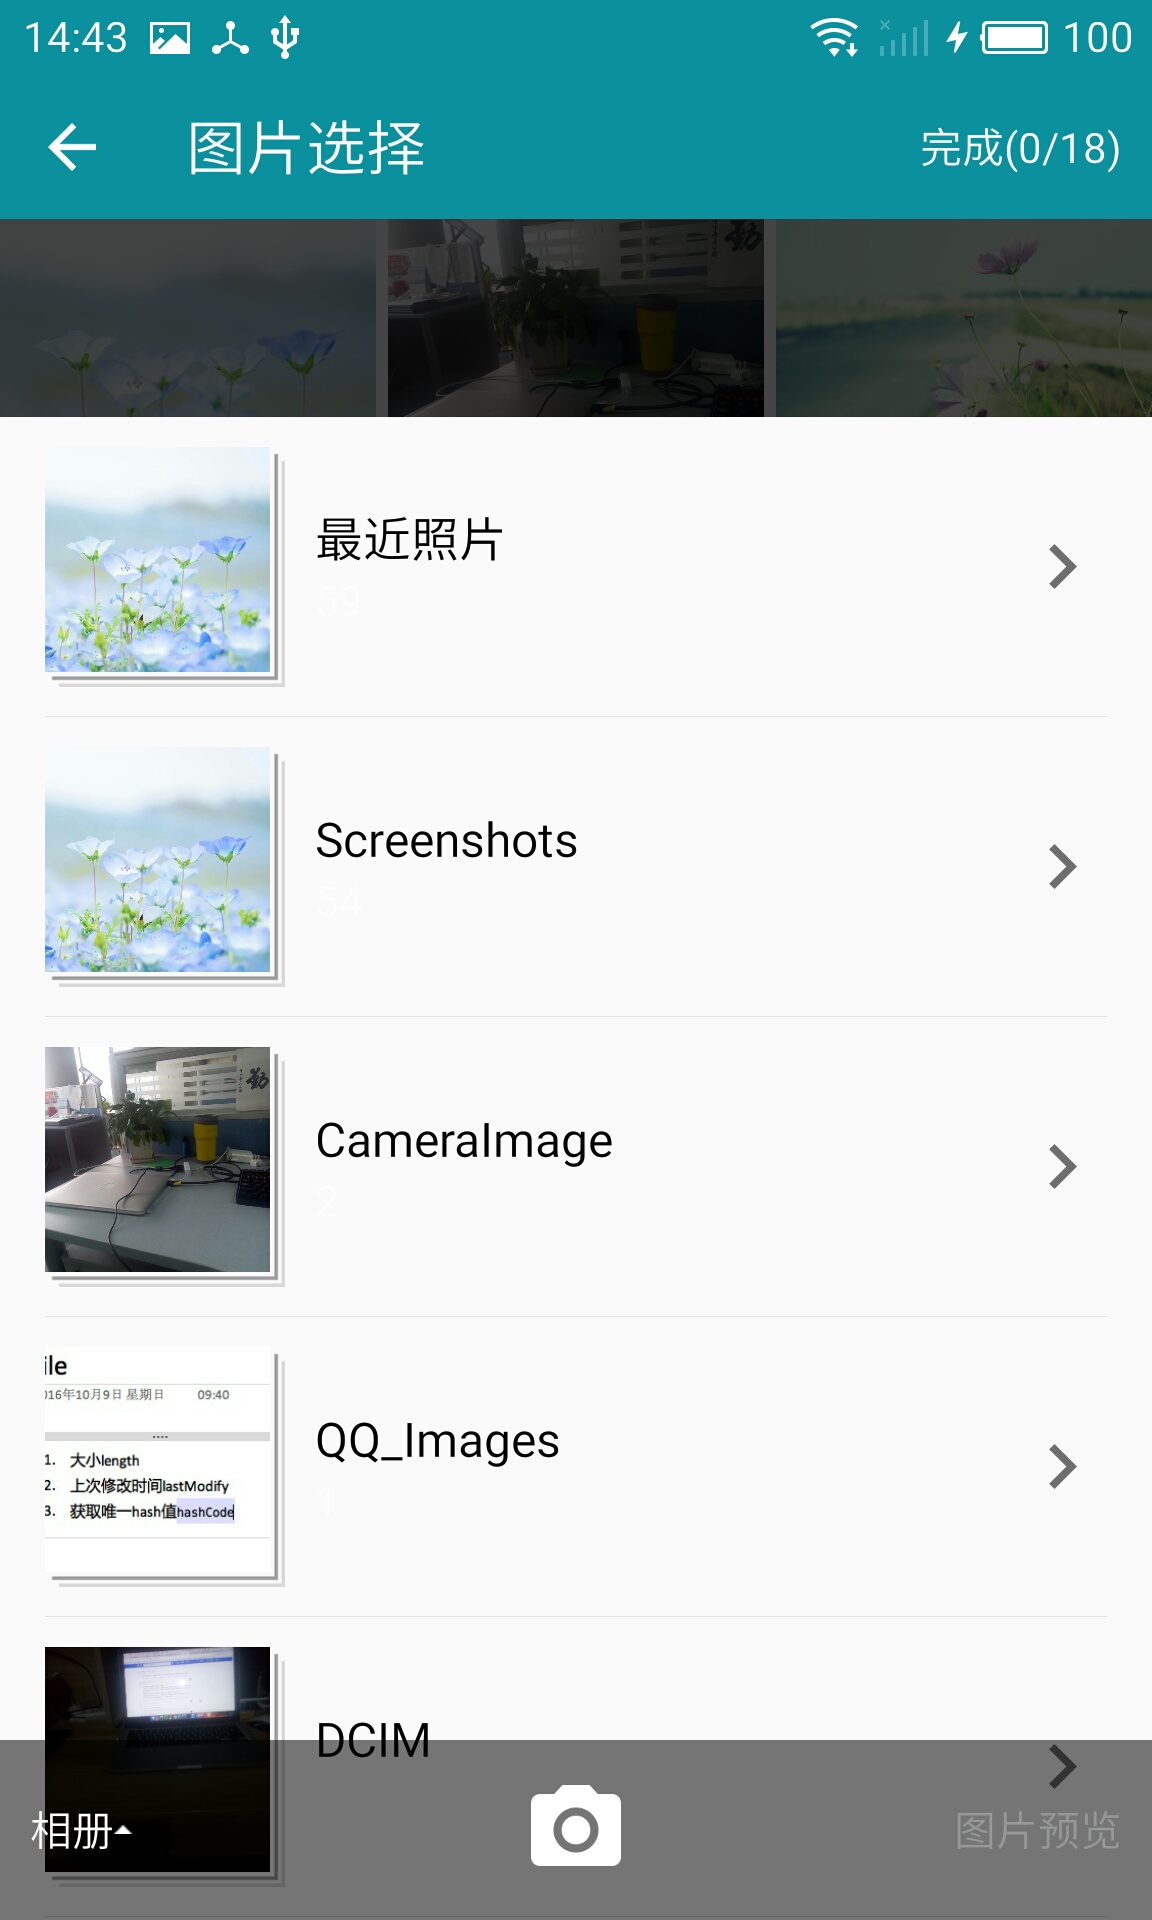 14:43 100
图片选择 完成(0/18)
勤
最近照片
59
Screenshots
54
勤
CameraImage
2
ile
016年10月9日 星期日 09:40
1. 大小length
2. 上次修改时间lastModify
3. 获取唯一hash值hashCode
QQ_Images
1
DCIM
相册 图片预览